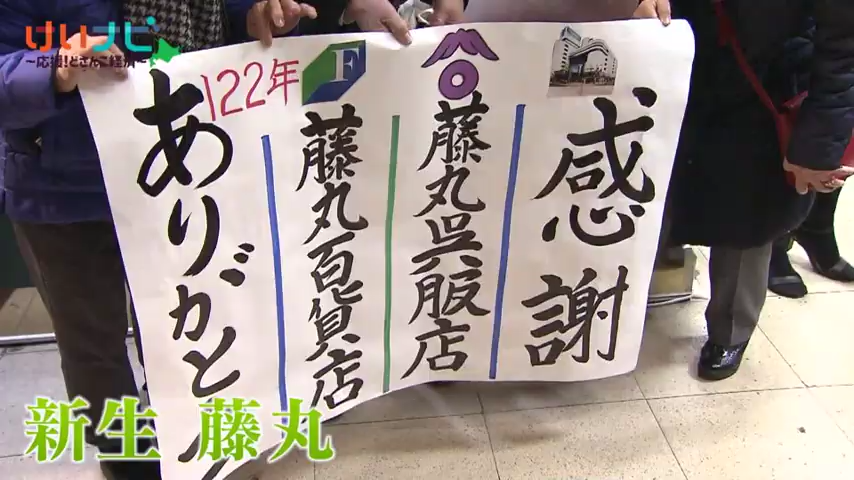 けいナビ
～応援！どさんこ経済～
感謝
藤丸呉服店
F
藤丸百貨店
122年
ありがとう
新生 藤丸